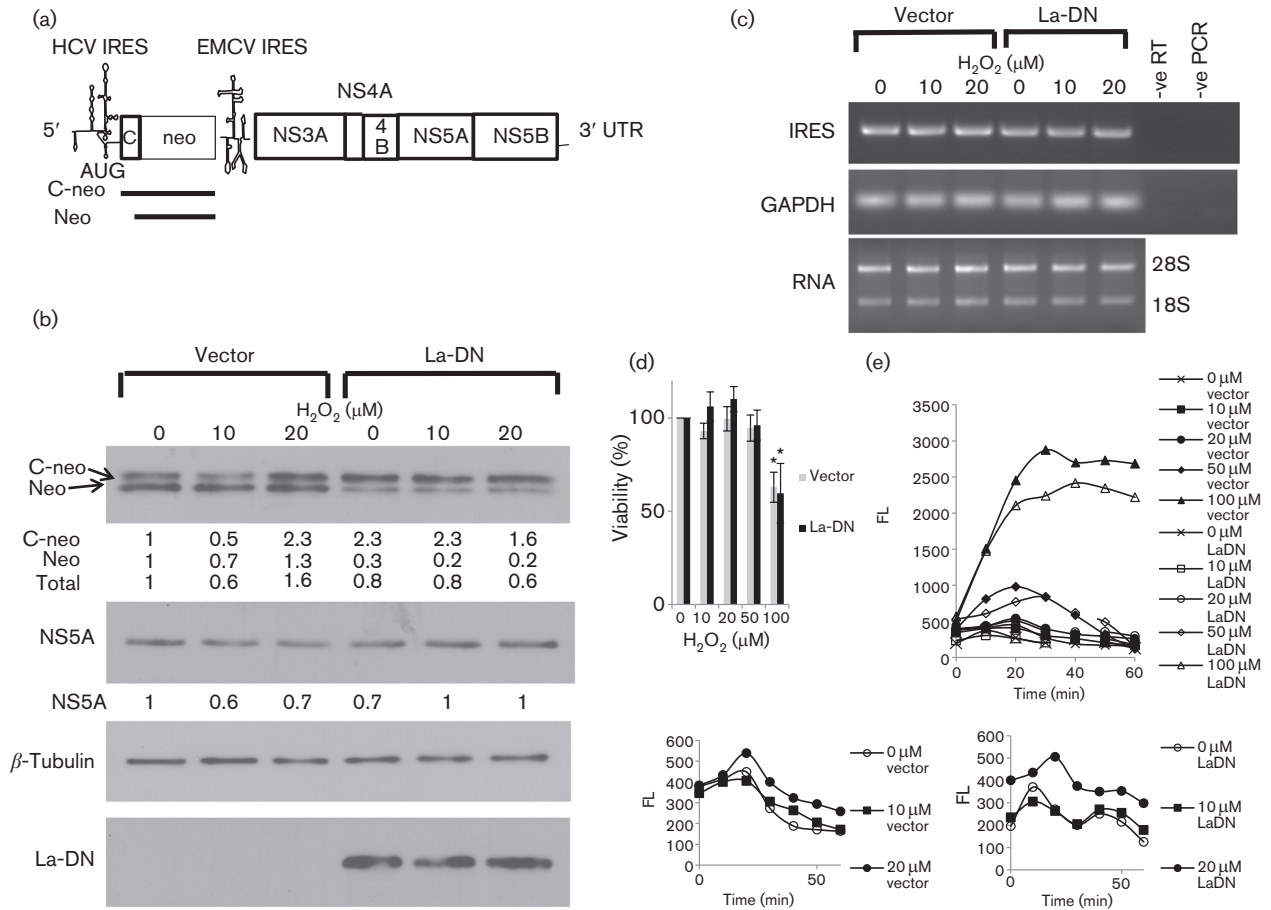 (a)
HCV IRES
EMCV IRES
NS4A
5′
C
neo
NS3A
4
B
NS5A
NS5B
3′ UTR
AUG
C-neo
Neo
(b)
Vector
La-DN
H2O2 (μM)
0 10 20 0 10 20
C-neo
Neo
C-neo 1 0.5 2.3 2.3 2.3 1.6
Neo 1 0.7 1.3 0.3 0.2 0.2
Total 1 0.6 1.6 0.8 0.8 0.6
NS5A
NS5A 1 0.6 0.7 0.7 1 1
β-Tubulin
La-DN
(c)
Vector
La-DN
H2O2 (μM)
0 10 20 0 10 20
-ve RT
-ve PCR
IRES
GAPDH
RNA
28S
18S
(d)
Viability (%)
100
50
0
* *
0 10 20 50 100
H2O2 (μM)
Vector
La-DN
(e)
FL
3500
3000
2500
2000
1500
1000
500
0
0 20 40 60
Time (min)
0 μM
vector
10 μM
vector
20 μM
vector
50 μM
vector
100 μM
vector
0 μM
LaDN
10 μM
LaDN
20 μM
LaDN
50 μM
LaDN
100 μM
LaDN
FL
600
500
400
300
200
100
0
0 50
Time (min)
0 μM
vector
10 μM
vector
20 μM
vector
FL
600
500
400
300
200
100
0
0 50
Time (min)
0 μM
LaDN
10 μM
LaDN
20 μM
LaDN